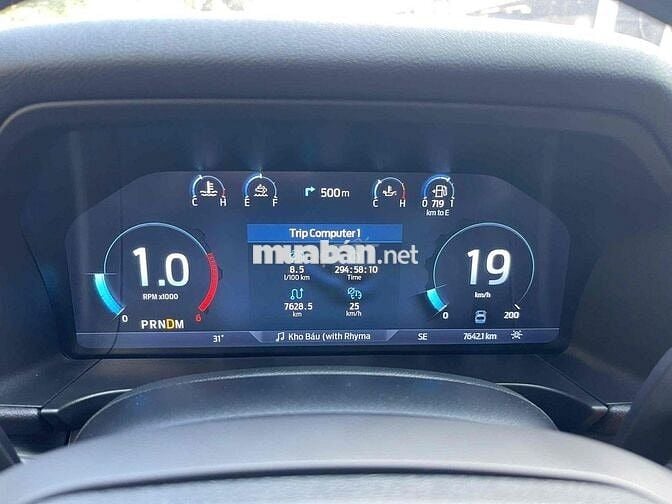 C H
E F
500 m
C H
0 719 1
km to E
Trip Computer 1
muabán.net
8.5
l/100 km
294:58:10
Time
7628.5
km
25
km/h
1.0
RPM x1000
0 6
PRNDM
19
km/h
0 200
31°
Kho Báu (with Rhyma
SE
7642.1 km